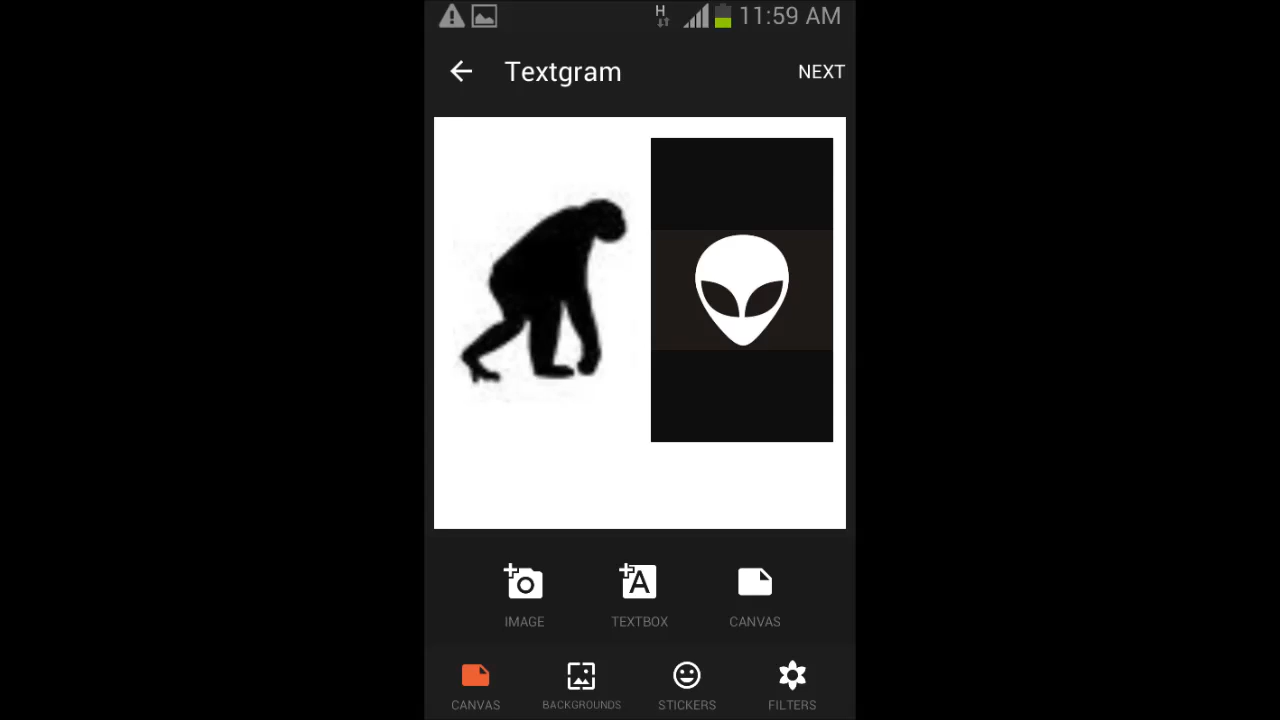 H 11:59 AM
Textgram NEXT
IMAGE TEXTBOX CANVAS
CANVAS BACKGROUNDS STICKERS FILTERS